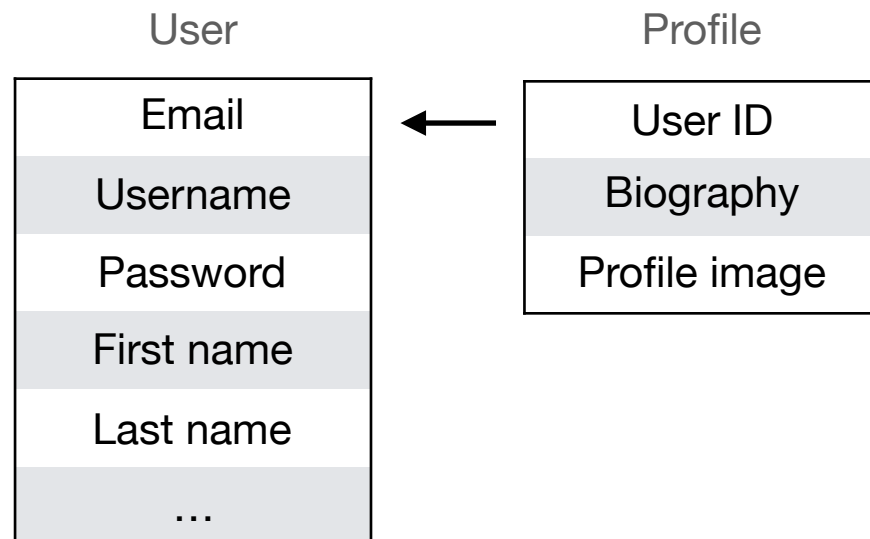 User
Email
Username
Password
First name
Last name
...
Profile
User ID
Biography
Profile image